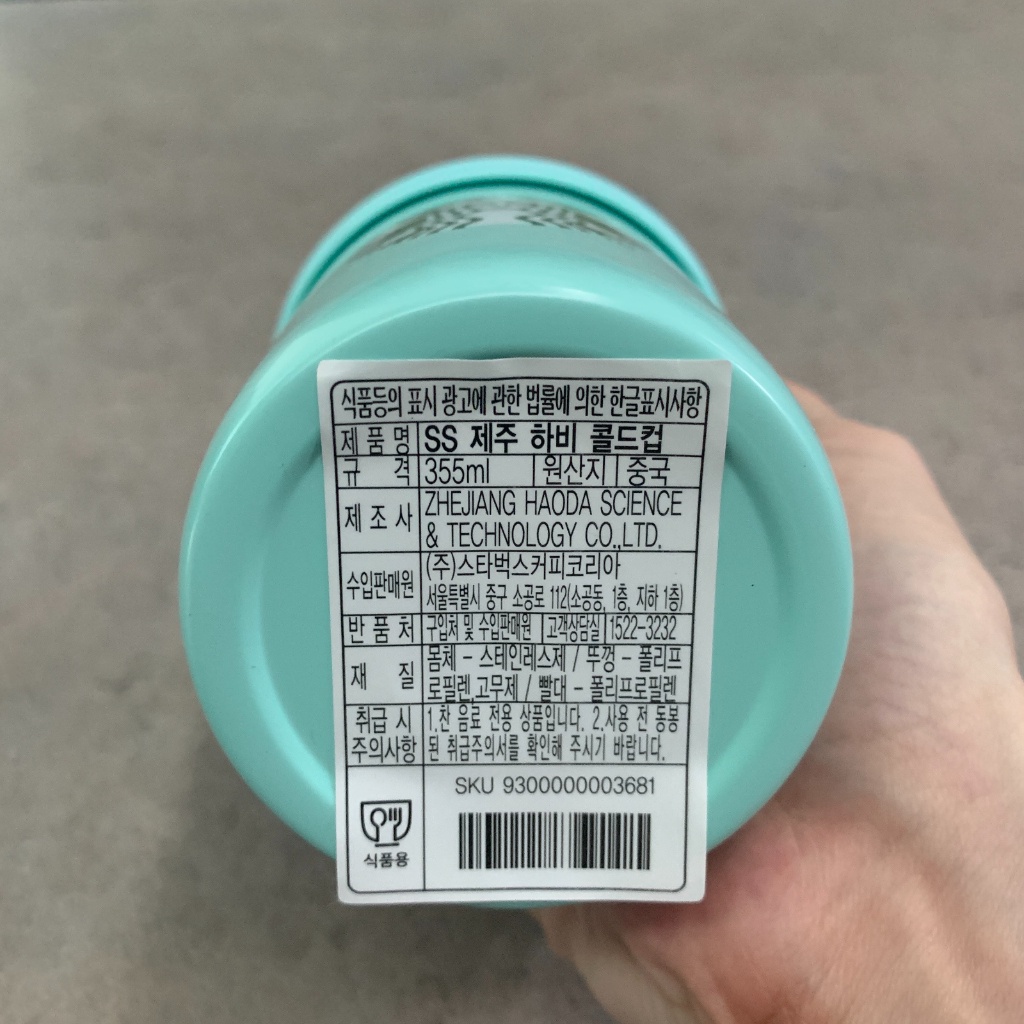 식품등의 표시 광고에 관한 법률에 의한 한글표시사항
제품명 SS 제주 하비 콜드컵
규격 355ml 원산지 중국
제조사 ZHEJIANG HAODA SCIENCE
& TECHNOLOGY CO.,LTD.
수입판매원 (주)스타벅스커피코리아
서울특별시 중구 소공로 112(소공동, 1층, 지하 1층)
반품처 구입처 및 수입판매원 고객상담실 1522-3232
재질 몸체 - 스테인레스제 / 뚜껑 - 폴리프
로필렌,고무제 / 빨대 - 폴리프로필렌
취급 시 1.찬 음료 전용 상품입니다. 2.사용 전 동봉
주의사항 된 취급주의서를 확인해 주시기 바랍니다.
SKU 9300000003681
식품용